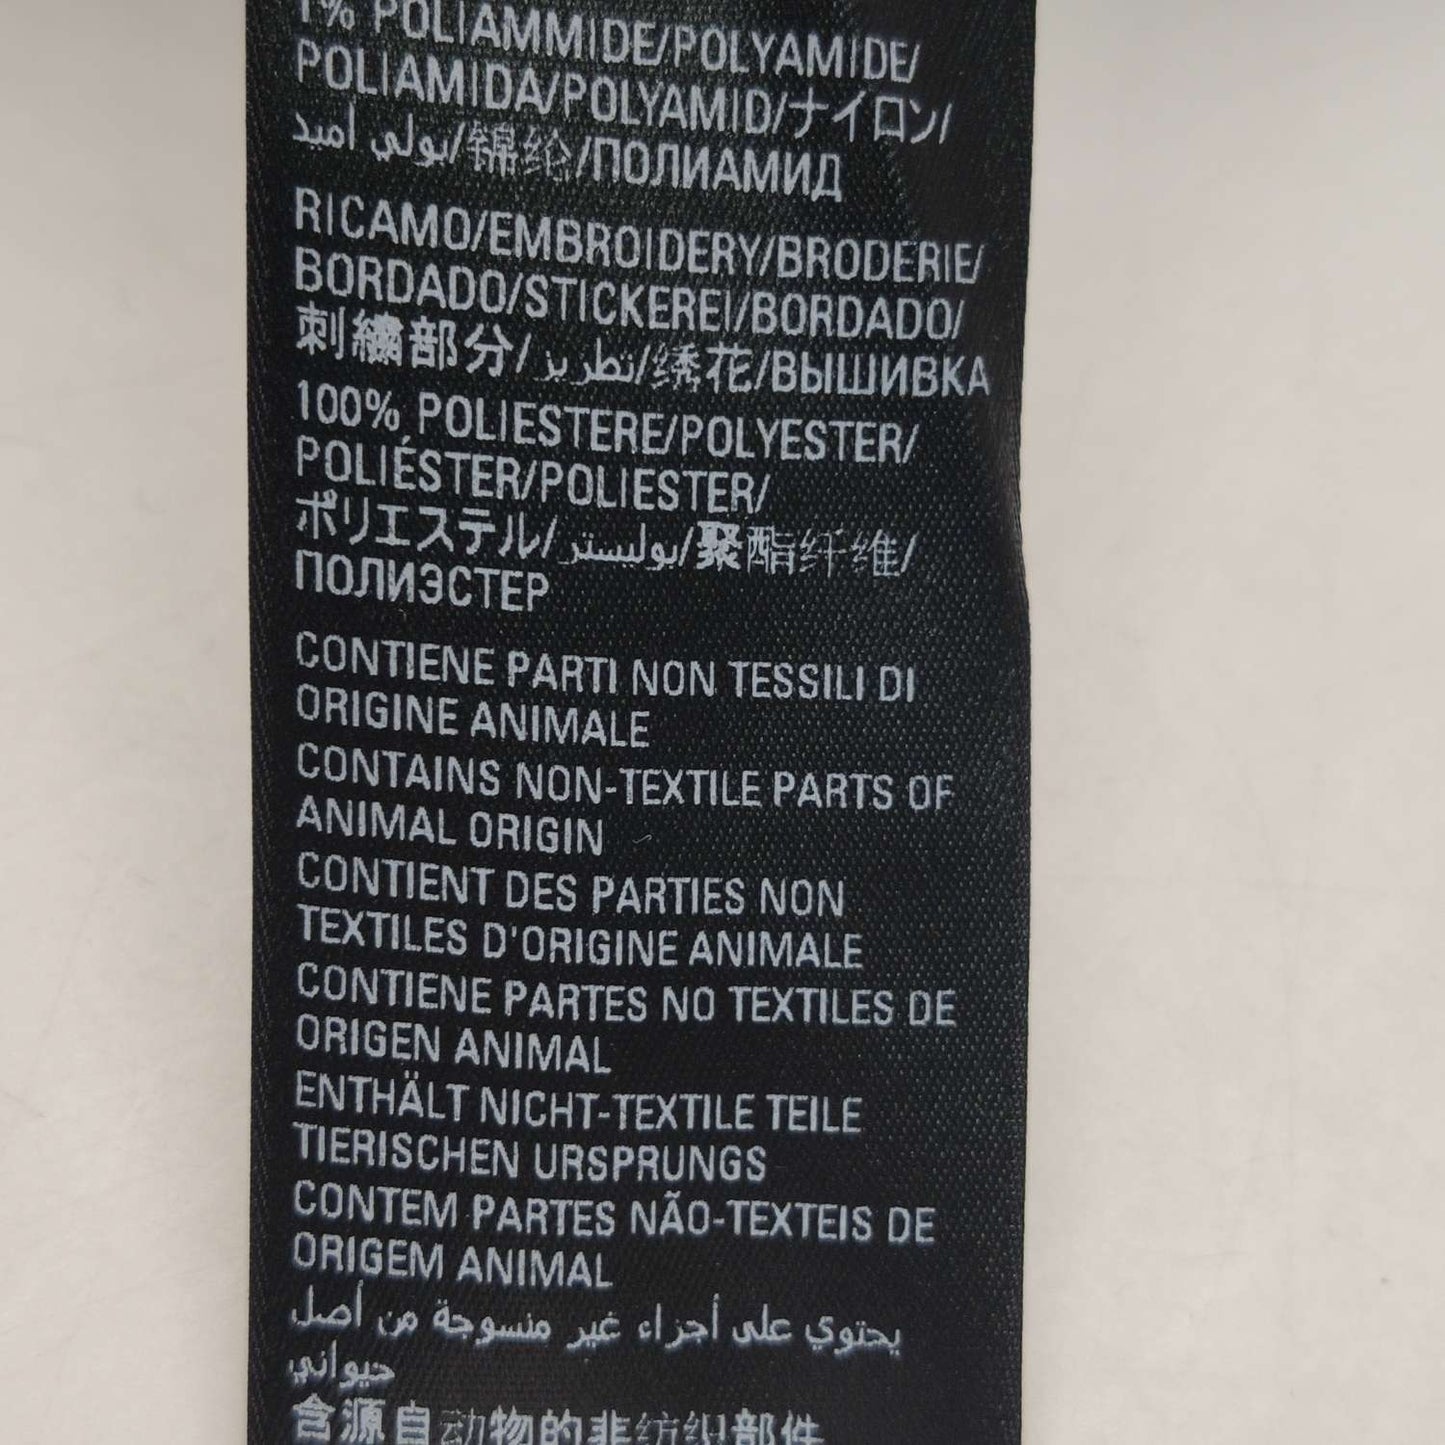 1% POLIAMMIDE/POLYAMIDE/
POLIAMIDA/POLYAMID/ナイロン/
بولي أميد/锦纶/ПОЛИАМИД
RICAMO/EMBROIDERY/BRODERIE/
BORDADO/STICKEREI/BORDADO/
刺繍部分/تطريز/绣花/ВЫШИВКА
100% POLIESTERE/POLYESTER/
POLIÉSTER/POLIESTER/
ポリエステル/بوليستر/聚酯纤维/
ПОЛИЭСТЕР
CONTIENE PARTI NON TESSILI DI
ORIGINE ANIMALE
CONTAINS NON-TEXTILE PARTS OF
ANIMAL ORIGIN
CONTIENT DES PARTIES NON
TEXTILES D'ORIGINE ANIMALE
CONTIENE PARTES NO TEXTILES DE
ORIGEN ANIMAL
ENTHÄLT NICHT-TEXTILE TEILE
TIERISCHEN URSPRUNGS
CONTEM PARTES NÃO-TEXTEIS DE
ORIGEM ANIMAL
يحتوي على أجزاء غير منسوجة من أصل
حيواني
含源自动物的非纺织部件